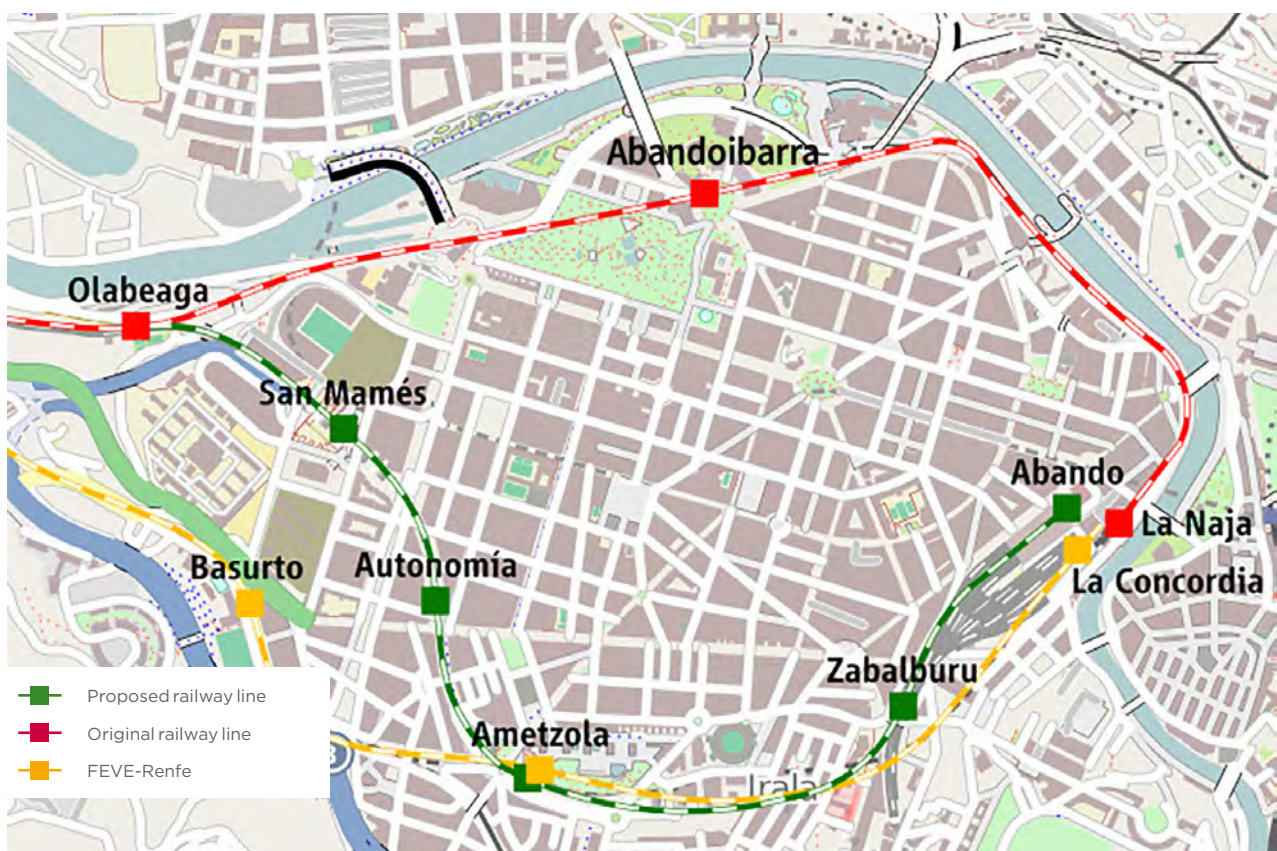 Abandoibarra
Olabeaga
San Mamés
Abando
La Naja
Basurto
Autonomía
La Concordia
Zabalburu
Ametzola
Irala
Proposed railway line
Original railway line
FEVE-Renfe